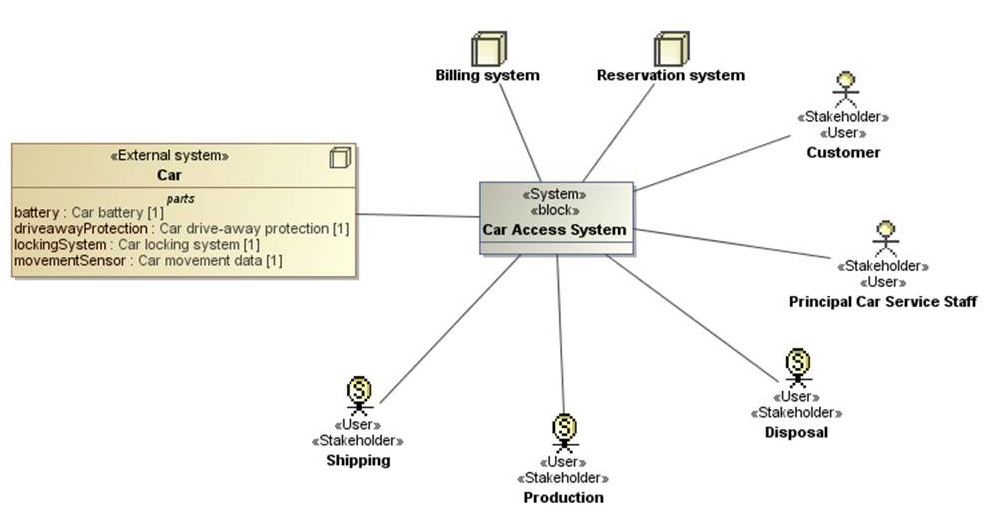 Billing system
Reservation system
«Stakeholder»
«User»
Customer
«External system»
Car
parts
battery : Car battery [1]
driveawayProtection : Car drive-away protection [1]
lockingSystem : Car locking system [1]
movementSensor : Car movement data [1]
«System»
«block»
Car Access System
«Stakeholder»
«User»
Principal Car Service Staff
S
«User»
«Stakeholder»
Shipping
S
«User»
«Stakeholder»
Production
S
«User»
«Stakeholder»
Disposal